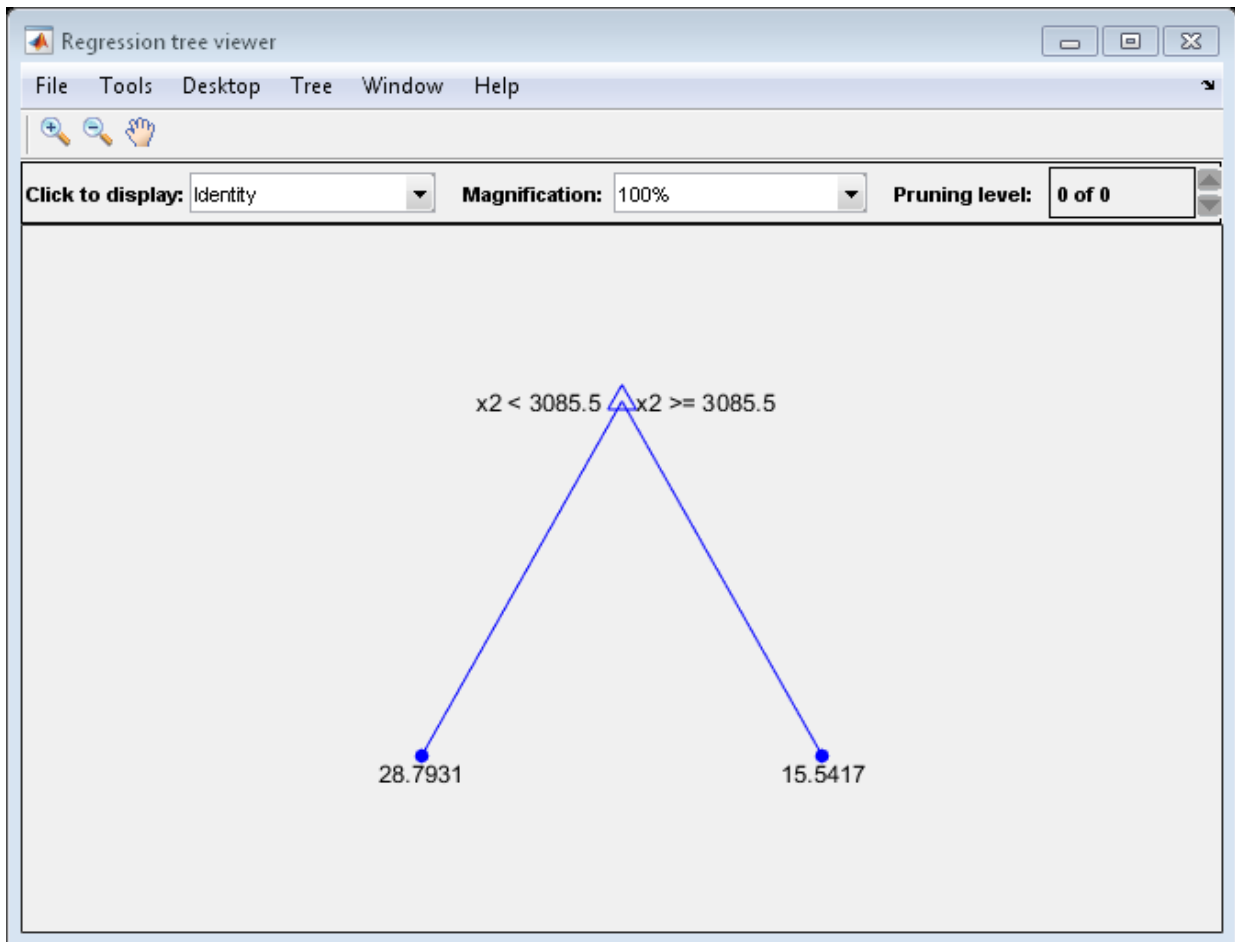 Regression tree viewer
File Tools Desktop Tree Window Help
Click to display: Identity Magnification: 100% Pruning level: 0 of 0
x2 < 3085.5 x2 >= 3085.5
28.7931 15.5417